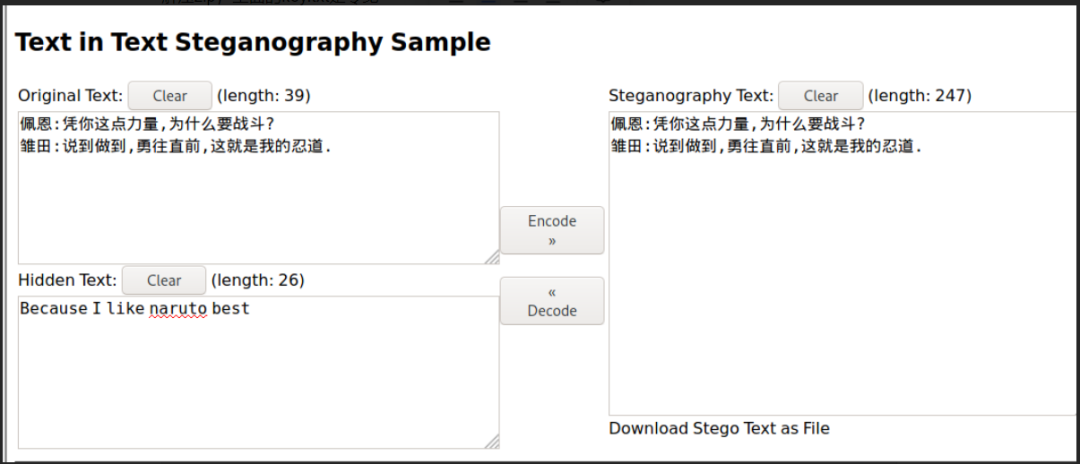 Text in Text Steganography Sample
Original Text: Clear (length: 39)
佩恩:凭你这点力量,为什么要战斗?
雏田:说到做到,勇往直前,这就是我的忍道.
Hidden Text: Clear (length: 26)
Because I like naruto best
Encode
»
«
Decode
Steganography Text: Clear (length: 247)
佩恩:凭你这点力量,为什么要战斗?
雏田:说到做到,勇往直前,这就是我的忍道.
Download Stego Text as File